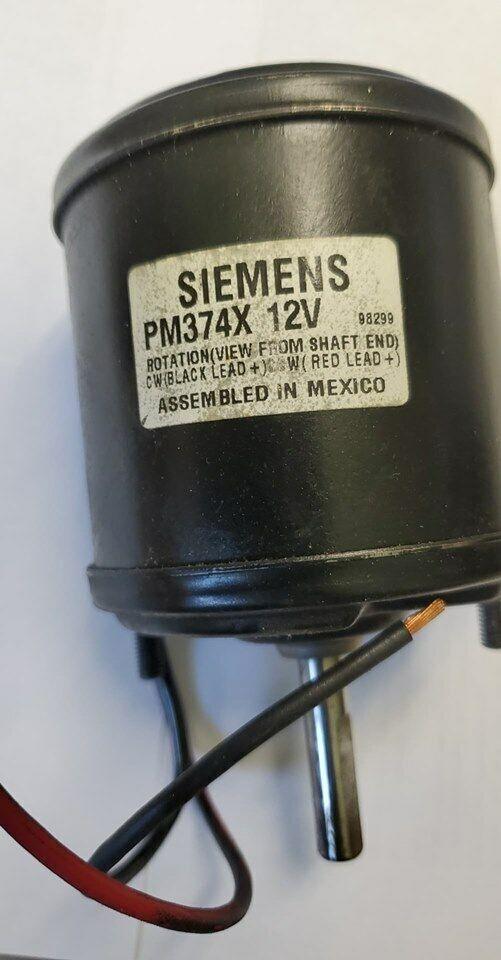 SIEMENS
PM374X 12V 98299
ROTATION(VIEW FROM SHAFT END)
CW(BLACK LEAD +) W(RED LEAD+)
ASSEMBLED IN MEXICO